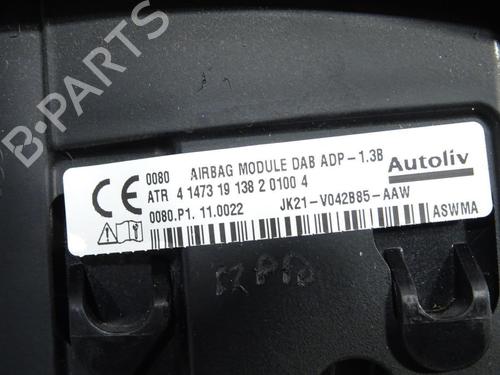 B-PARTS
0080 AIRBAG MODULE DAB ADP-1.3B
Autoliv
ATR 4 1473 19 138 2 0100 4
0080.P1. 11.0022 JK21-V042B85-AAW
ASWMA